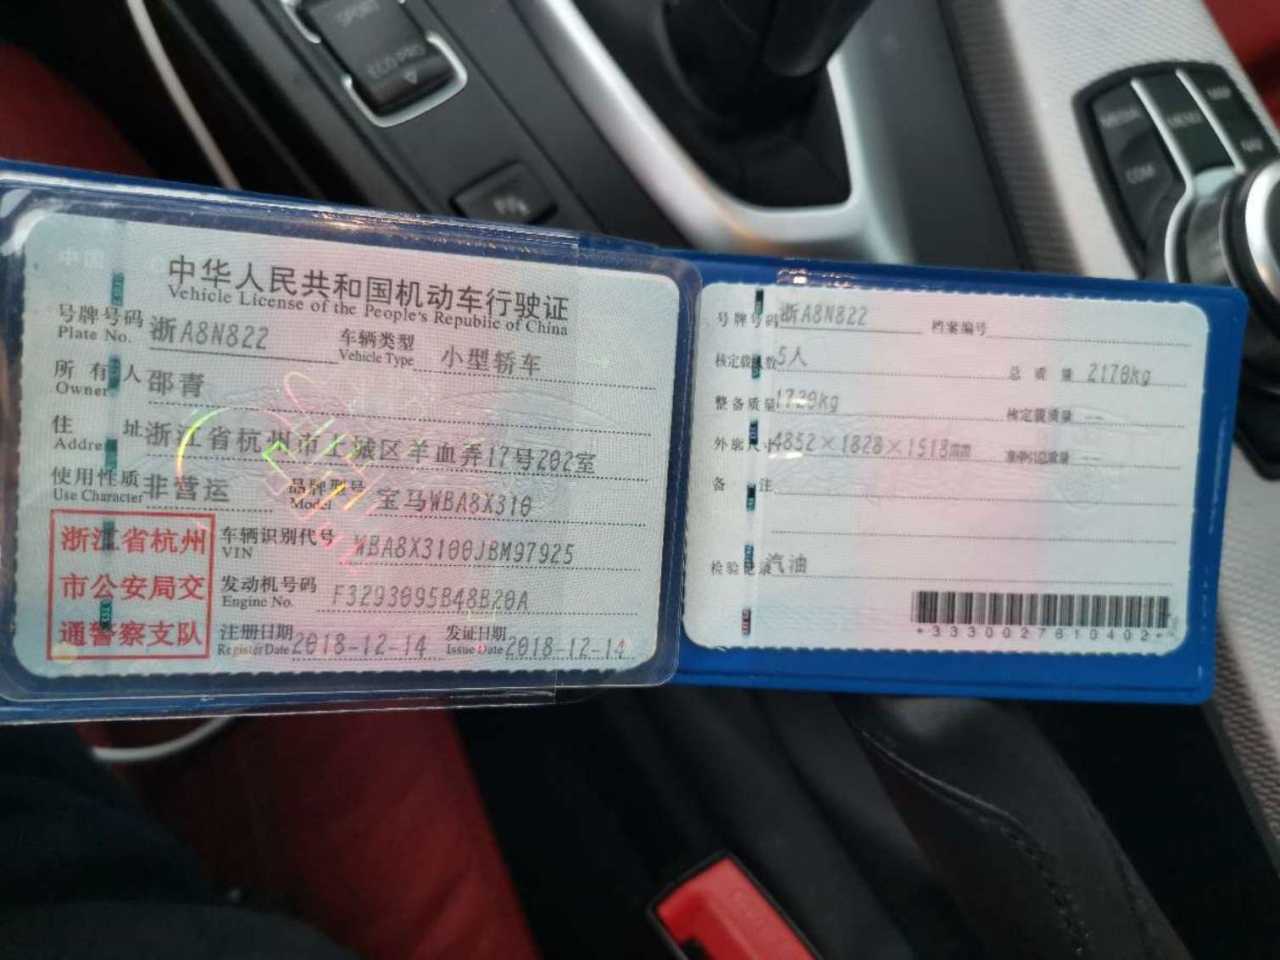 SPORT
ECO PRO
MEDIA
MENU
MAP
NAV
COM
中华人民共和国机动车行驶证
Vehicle License of the People's Republic of China
号牌号码 浙A8N822 车辆类型 小型轿车
Plate No. Vehicle Type
所有人 邵青
Owner
住址 浙江省杭州市上城区羊血弄17号202室
Addre
使用性质 非营运 品牌型号 宝马WBA8X310
Use Character Model
浙江省杭州
市公安局交
通警察支队
车辆识别代号 WBA8X3100JBM97925
VIN
发动机号码 F3293095B48B20A
Engine No.
注册日期 2018-12-14 发证日期 2018-12-14
Register Date Issue Date
号牌号码 浙A8N822 档案编号
核定载人数 5人 总质量 2170kg
整备质量 1720kg 核定载质量 --
外廓尺寸 4852×1828×1518mm 准牵引总质量 --
备注
检验记录 汽油
*3330027610402*